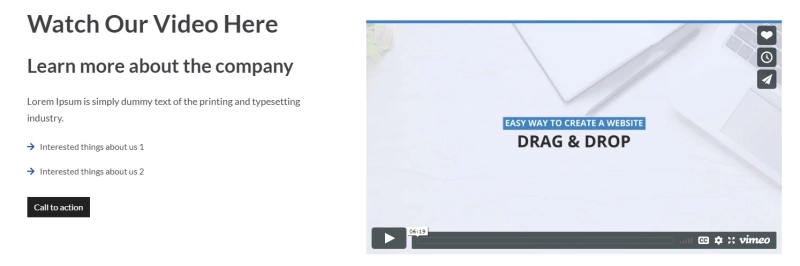 Watch Our Video Here
Learn more about the company
Lorem Ipsum is simply dummy text of the printing and typesetting
industry.
Interested things about us 1
Interested things about us 2
Call to action
EASY WAY TO CREATE A WEBSITE
DRAG & DROP
06:19
CC
vimeo